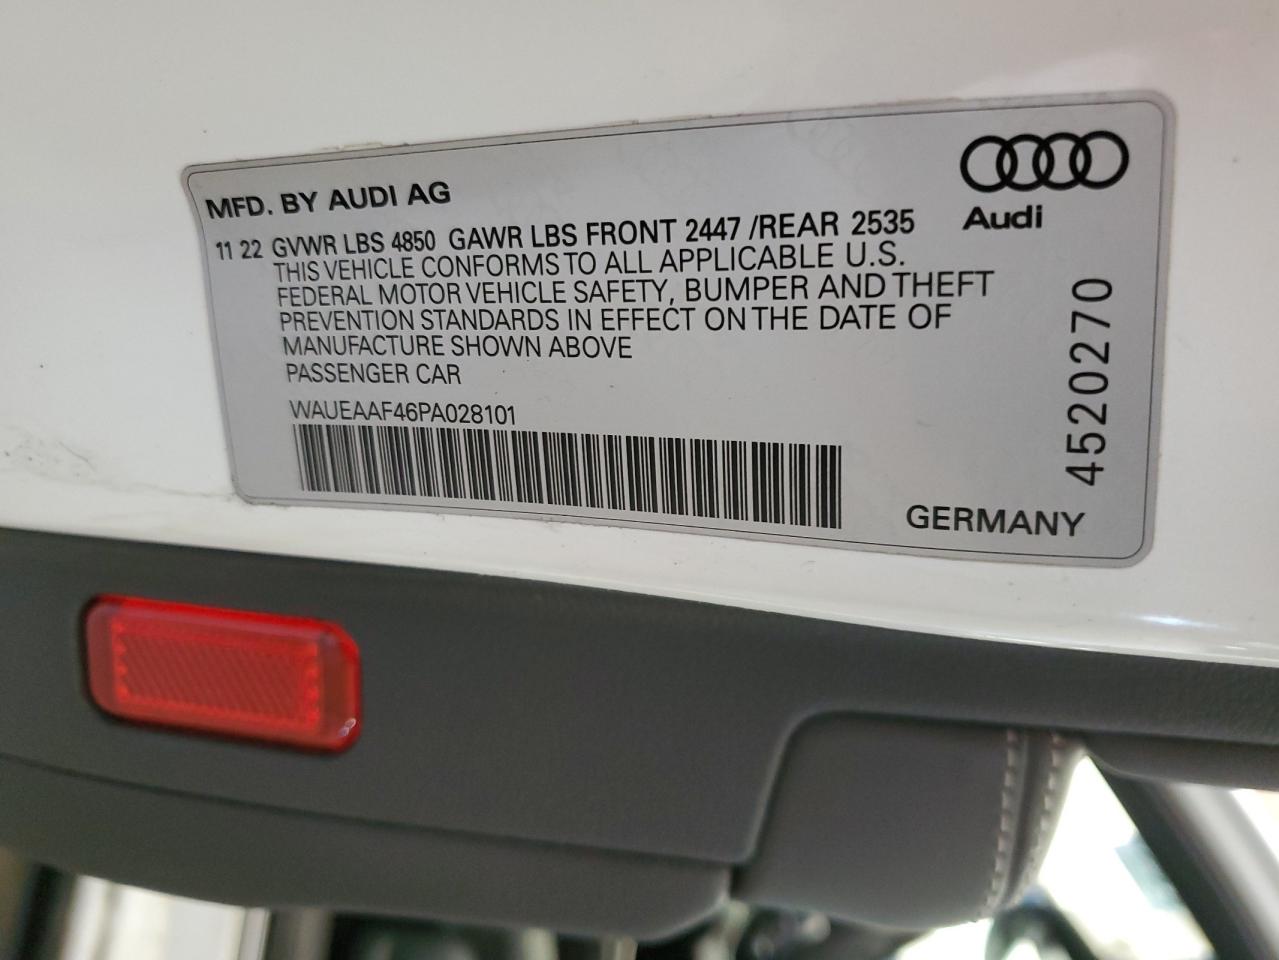 MFD. BY AUDI AG
Audi
11 22 GVWR LBS 4850 GAWR LBS FRONT 2447 /REAR 2535
THIS VEHICLE CONFORMS TO ALL APPLICABLE U.S.
FEDERAL MOTOR VEHICLE SAFETY, BUMPER AND THEFT
PREVENTION STANDARDS IN EFFECT ON THE DATE OF
MANUFACTURE SHOWN ABOVE
PASSENGER CAR
WAUEAAF46PA028101
4520270
GERMANY